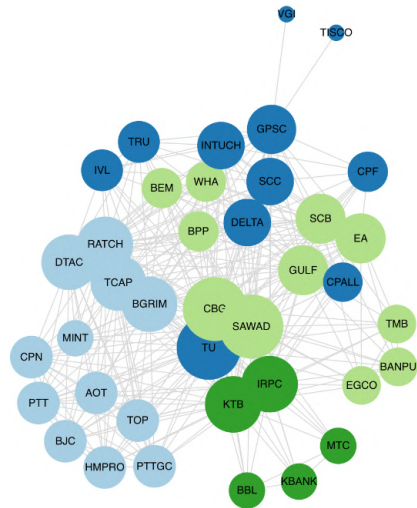 VGI
TISCO
GPSC
TRU
INTUCH
IVL
SCC
CPF
BEM
WHA
SCB
BPP
DELTA
EA
RATCH
DTAC
TCAP
GULF
CPALL
BGRIM
CBG
SAWAD
TMB
MINT
TU
CPN
BANPU
IRPC
EGCO
PTT
AOT
KTB
TOP
BJC
MTC
HMPRO
PTTGC
KBANK
BBL